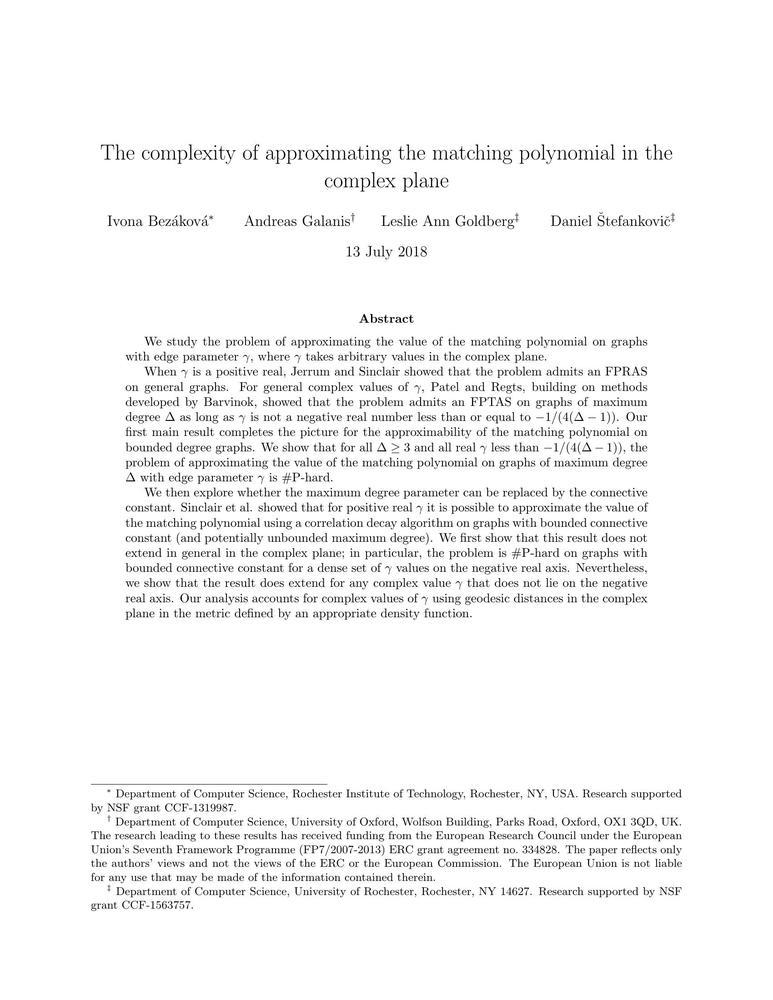 The complexity of approximating the matching polynomial in the
complex plane
Ivona Bezáková* Andreas Galanis† Leslie Ann Goldberg‡ Daniel Štefankovič‡
13 July 2018
Abstract
We study the problem of approximating the value of the matching polynomial on graphs
with edge parameter γ, where γ takes arbitrary values in the complex plane.
When γ is a positive real, Jerrum and Sinclair showed that the problem admits an FPRAS
on general graphs. For general complex values of γ, Patel and Regts, building on methods
developed by Barvinok, showed that the problem admits an FPTAS on graphs of maximum
degree Δ as long as γ is not a negative real number less than or equal to −1/(4(Δ − 1)). Our
first main result completes the picture for the approximability of the matching polynomial on
bounded degree graphs. We show that for all Δ ≥ 3 and all real γ less than −1/(4(Δ − 1)), the
problem of approximating the value of the matching polynomial on graphs of maximum degree
Δ with edge parameter γ is #P-hard.
We then explore whether the maximum degree parameter can be replaced by the connective
constant. Sinclair et al. showed that for positive real γ it is possible to approximate the value of
the matching polynomial using a correlation decay algorithm on graphs with bounded connective
constant (and potentially unbounded maximum degree). We first show that this result does not
extend in general in the complex plane; in particular, the problem is #P-hard on graphs with
bounded connective constant for a dense set of γ values on the negative real axis. Nevertheless,
we show that the result does extend for any complex value γ that does not lie on the negative
real axis. Our analysis accounts for complex values of γ using geodesic distances in the complex
plane in the metric defined by an appropriate density function.
* Department of Computer Science, Rochester Institute of Technology, Rochester, NY, USA. Research supported
by NSF grant CCF-1319987.
† Department of Computer Science, University of Oxford, Wolfson Building, Parks Road, Oxford, OX1 3QD, UK.
The research leading to these results has received funding from the European Research Council under the European
Union's Seventh Framework Programme (FP7/2007-2013) ERC grant agreement no. 334828. The paper reflects only
the authors' views and not the views of the ERC or the European Commission. The European Union is not liable
for any use that may be made of the information contained therein.
‡ Department of Computer Science, University of Rochester, Rochester, NY 14627. Research supported by NSF
grant CCF-1563757.